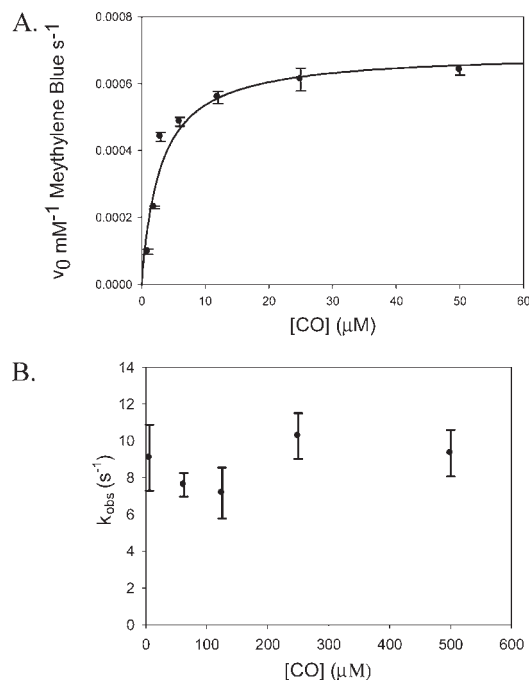 A.
v0 mM-1 Meythylene Blue s-1
0.0008
0.0006
0.0004
0.0002
0.0000
0 10 20 30 40 50 60
[CO] (μM)
B.
kobs (s-1)
14
12
10
8
6
4
2
0
0 100 200 300 400 500 600
[CO] (μM)